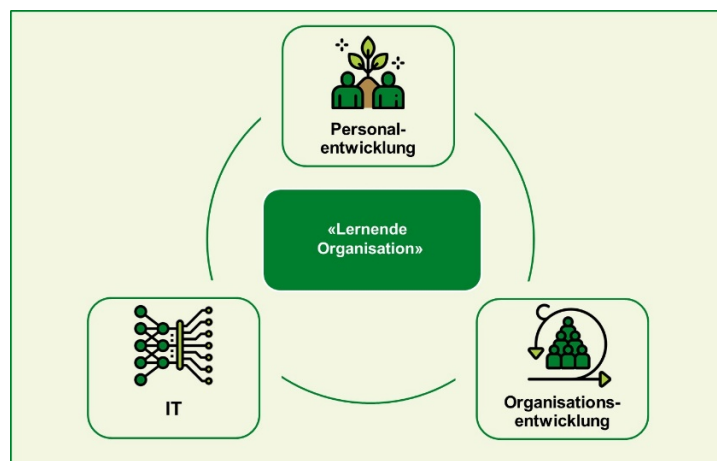 Personal-
entwicklung
«Lernende
Organisation»
IT
Organisations-
entwicklung